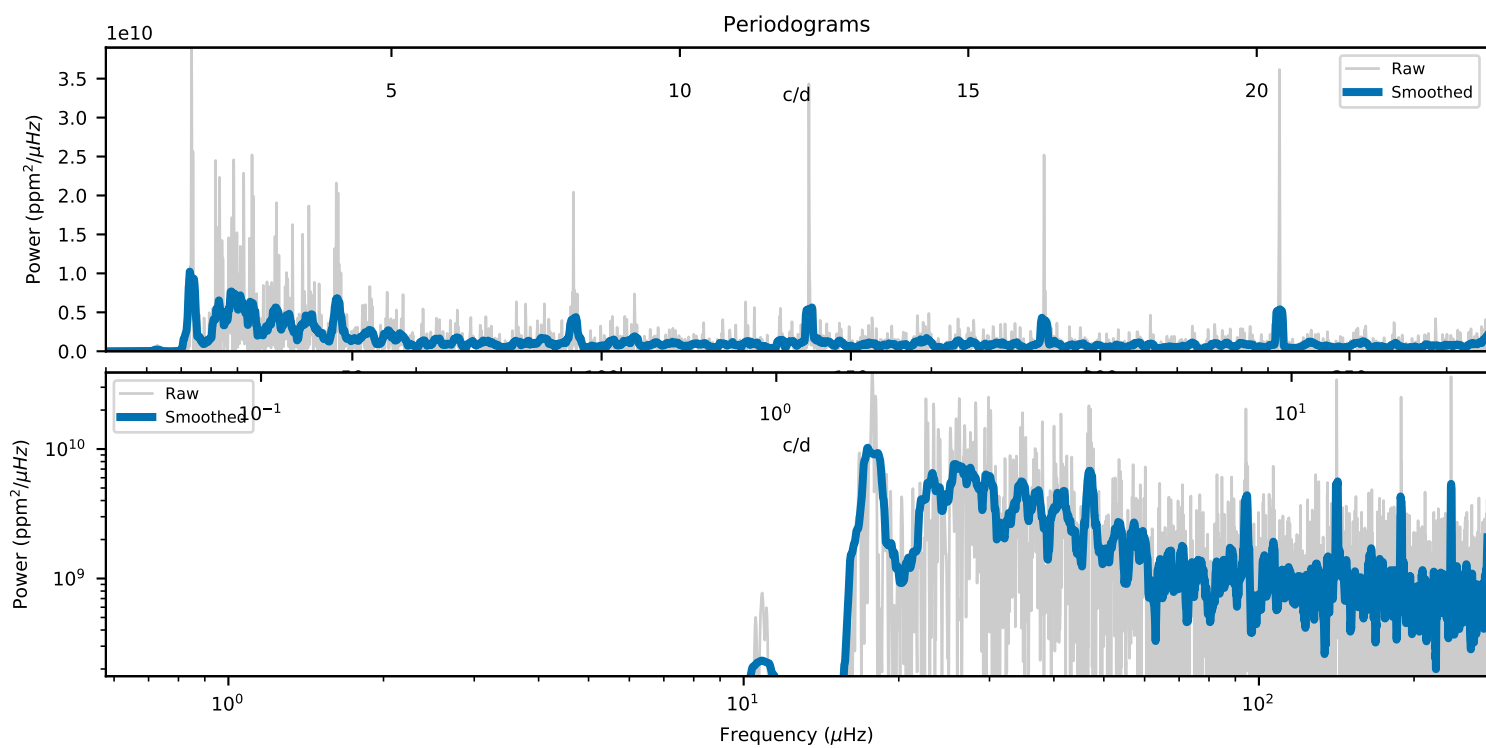 Periodograms
1e10
3.5
3.0
2.5
2.0
1.5
1.0
0.5
0.0
Power (ppm²/μHz)
5
10
15
20
c/d
Raw
Smoothed
Raw
Smoothed
10⁻¹
10⁰
10¹
c/d
10¹⁰
10⁹
Power (ppm²/μHz)
10⁰
10¹
10²
Frequency (μHz)